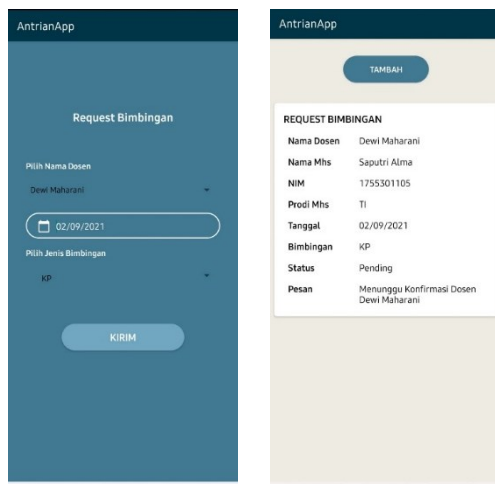 AntrianApp
Request Bimbingan
Pilih Nama Dosen
Dewi Maharani
02/09/2021
Pilih Jenis Bimbingan
KP
KIRIM
AntrianApp
TAMBAH
REQUEST BIMBINGAN
Nama Dosen Dewi Maharani
Nama Mhs Saputri Alma
NIM 1755301105
Prodi Mhs TI
Tanggal 02/09/2021
Bimbingan KP
Status Pending
Pesan Menunggu Konfirmasi Dosen
Dewi Maharani